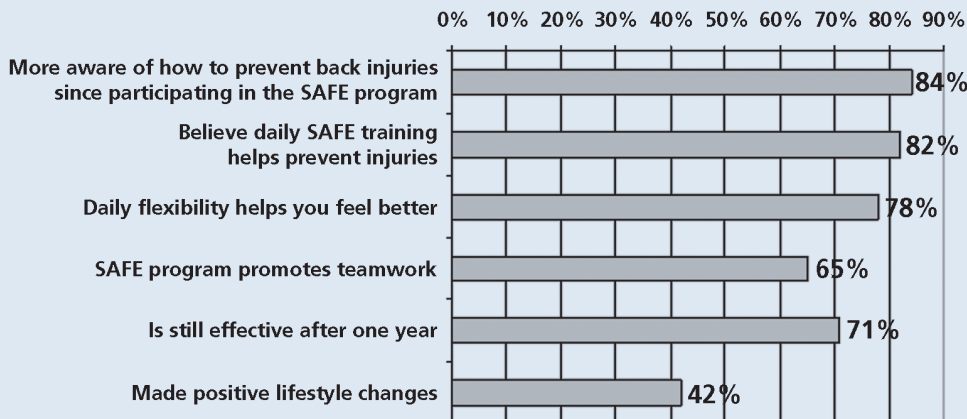 0% 10% 20% 30% 40% 50% 60% 70% 80% 90%
More aware of how to prevent back injuries
since participating in the SAFE program
84%
Believe daily SAFE training
helps prevent injuries
82%
Daily flexibility helps you feel better
78%
SAFE program promotes teamwork
65%
Is still effective after one year
71%
Made positive lifestyle changes
42%